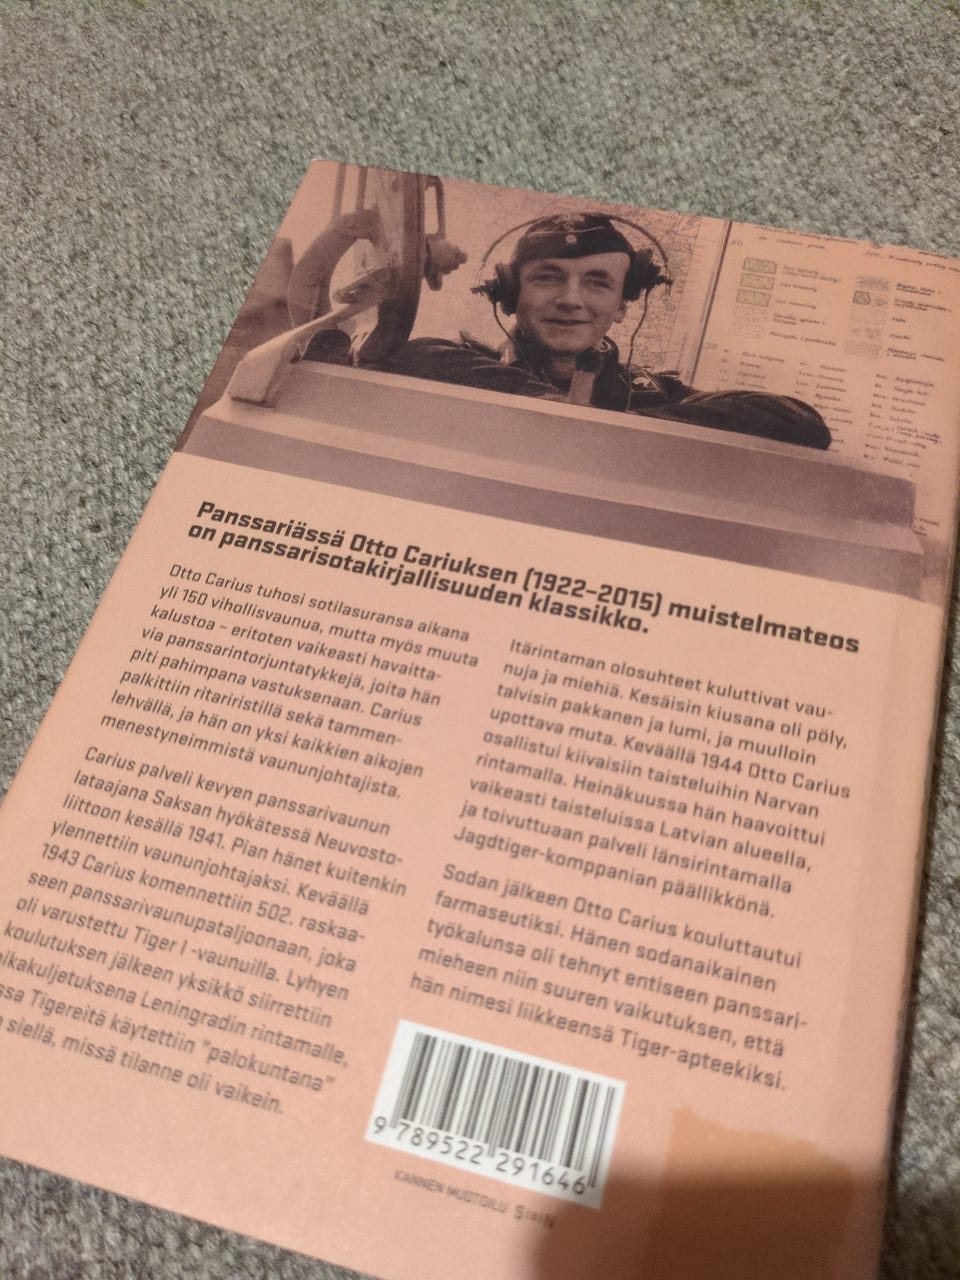 Panssariässä Otto Cariuksen (1922–2015) muistelmateos
on panssarisotakirjallisuuden klassikko.
Otto Carius tuhosi sotilasuransa aikana
yli 150 vihollisvaunua, mutta myös muuta
kalustoa – eritoten vaikeasti havaitta-
via panssarintorjuntatykkejä, joita hän
piti pahimpana vastuksenaan. Carius
palkittiin ritariristillä sekä tammen-
lehvällä, ja hän on yksi kaikkien aikojen
menestyneimmistä vaununjohtajista.
Carius palveli kevyen panssarivaunun
lataajana Saksan hyökätessä Neuvosto-
liittoon kesällä 1941. Pian hänet kuitenkin
ylennettiin vaununjohtajaksi. Keväällä
1943 Carius komennettiin 502. raskaa-
seen panssarivaunupataljoonaan, joka
oli varustettu Tiger I -vaunuilla. Lyhyen
koulutuksen jälkeen yksikkö siirrettiin
Leningradin rintamalle,
Tigereitä käytettiin "palokuntana"
siellä, missä tilanne oli vaikein.
Itärintaman olosuhteet kuluttivat vau-
nuja ja miehiä. Kesäisin kiusana oli pöly,
talvisin pakkanen ja lumi, ja muulloin
upottava muta. Keväällä 1944 Otto Carius
osallistui kiivaisiin taisteluihin Narvan
rintamalla. Heinäkuussa hän haavoittui
vaikeasti taisteluissa Latvian alueella,
ja toivuttuaan palveli länsirintamalla
Jagdtiger-komppanian päällikkönä.
Sodan jälkeen Otto Carius kouluttautui
farmaseutiksi. Hänen sodanaikainen
työkalunsa oli tehnyt entiseen panssari-
mieheen niin suuren vaikutuksen, että
hän nimesi liikkeensä Tiger-apteekiksi.
9 789522 291646
KANNEN MUOTOILU